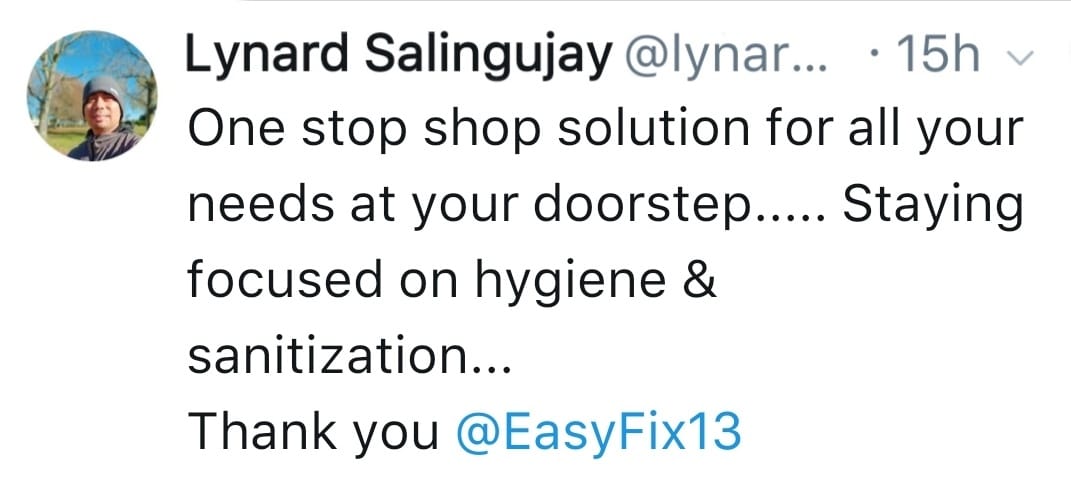 Lynard Salingujay @lynar... · 15h
One stop shop solution for all your
needs at your doorstep..... Staying
focused on hygiene &
sanitization...
Thank you @EasyFix13